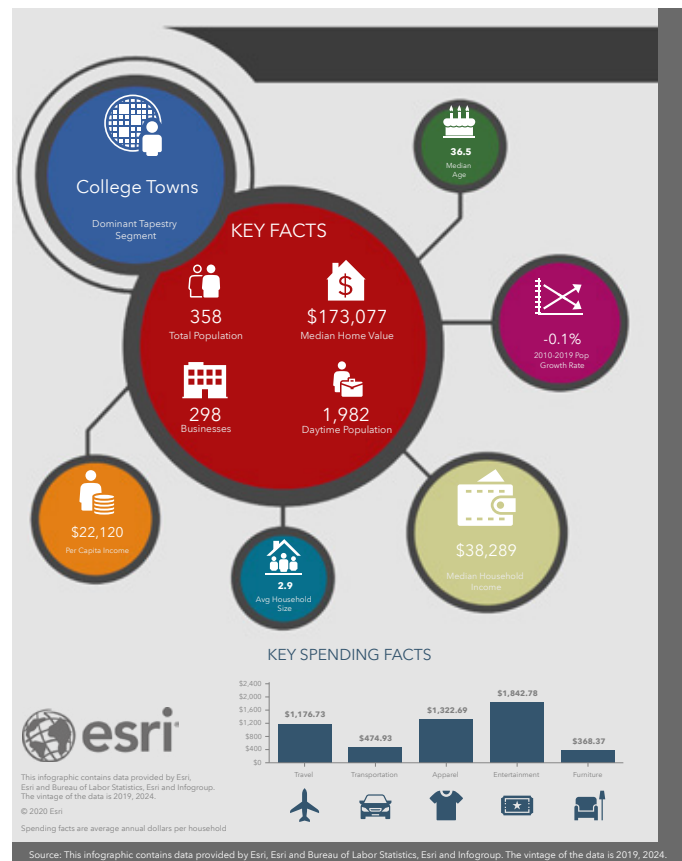 College Towns
Dominant Tapestry
Segment
KEY FACTS
358
Total Population
$173,077
Median Home Value
298
Businesses
1,982
Daytime Population
36.5
Median
Age
-0.1%
2010-2019 Pop
Growth Rate
$22,120
Per Capita Income
2.9
Avg Household
Size
$38,289
Median Household
Income
KEY SPENDING FACTS
$2,400
$2,000
$1,600
$1,200
$800
$400
$0
$1,176.73
$474.93
$1,322.69
$1,842.78
$368.37
Travel
Transportation
Apparel
Entertainment
Furniture
esri
This infographic contains data provided by Esri,
Esri and Bureau of Labor Statistics, Esri and Infogroup.
The vintage of the data is 2019, 2024.
© 2020 Esri
Spending facts are average annual dollars per household
Source: This infographic contains data provided by Esri, Esri and Bureau of Labor Statistics, Esri and Infogroup. The vintage of the data is 2019, 2024.